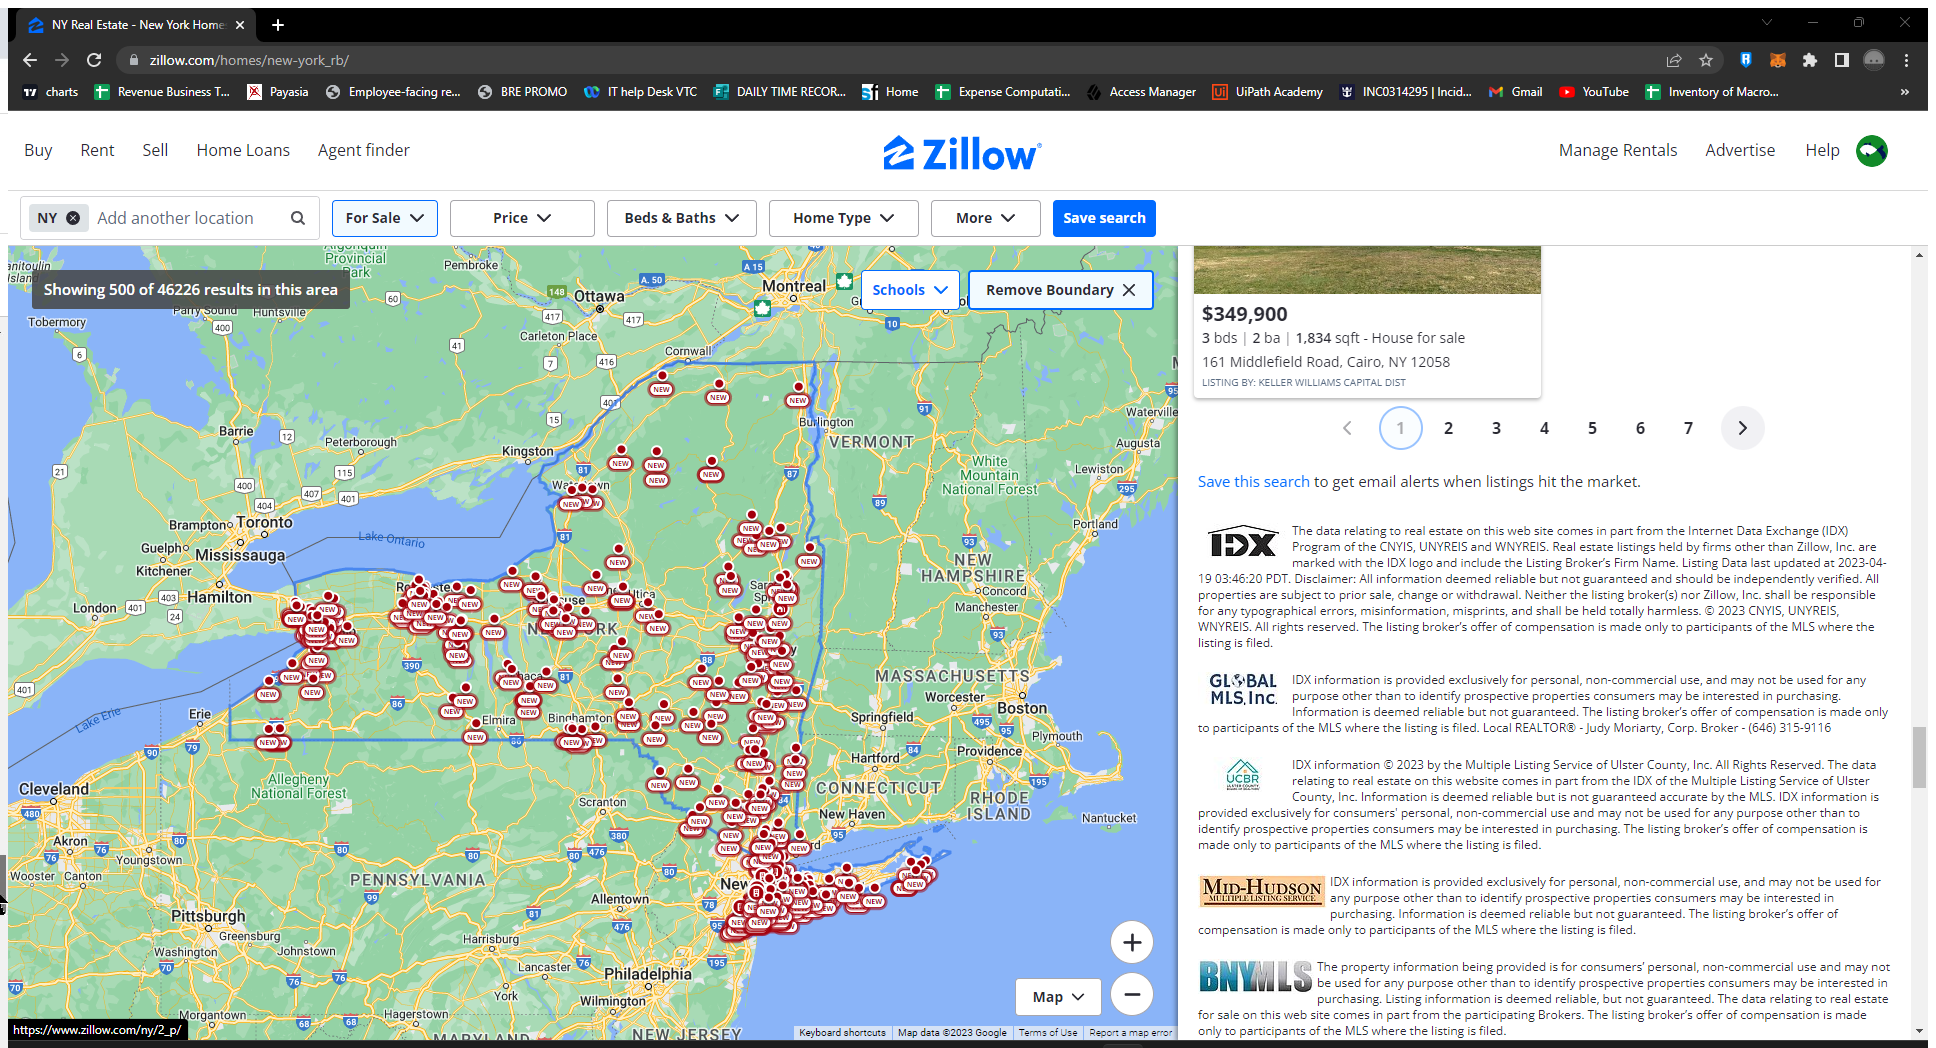 NY Real Estate - New York Home
zillow.com/homes/new-york_rb/
charts
Revenue Business T...
Payasia
Employee-facing re...
BRE PROMO
IT help Desk VTC
DAILY TIME RECOR...
Home
Expense Computati...
Access Manager
UiPath Academy
INC0314295 | Incid...
Gmail
YouTube
Inventory of Macro...
Buy
Rent
Sell
Home Loans
Agent finder
Zillow
Manage Rentals
Advertise
Help
NY
Add another location
For Sale
Price
Beds & Baths
Home Type
More
Save search
Showing 500 of 46226 results in this area
Schools
Remove Boundary
Algonquin
Provincial
Park
Pembroke
Ottawa
Montreal
Parry Sound
Huntsville
Tobermory
Carleton Place
Cornwall
Barrie
Peterborough
Kingston
Burlington
VERMONT
Waterville
Augusta
White
Mountain
National Forest
Lewiston
Portland
Brampton
Toronto
Lake Ontario
Guelph
Mississauga
Kitchener
Hamilton
London
NEW
HAMPSHIRE
Concord
Manchester
MASSACHUSETTS
Worcester
Boston
Springfield
Plymouth
Providence
Hartford
CONNECTICUT
RHODE
ISLAND
New Haven
Nantucket
Lake Erie
Erie
Elmira
Binghamton
Allegheny
National Forest
Cleveland
Scranton
Akron
Youngstown
Wooster
Canton
PENNSYLVANIA
Allentown
Pittsburgh
Greensburg
Johnstown
Washington
Harrisburg
Lancaster
Philadelphia
York
Wilmington
Morgantown
Hagerstown
MARYLAND
NEW JERSEY
NEW
Map
Keyboard shortcuts
Map data ©2023 Google
Terms of Use
Report a map error
https://www.zillow.com/ny/2_p/
$349,900
3 bds | 2 ba | 1,834 sqft - House for sale
161 Middlefield Road, Cairo, NY 12058
LISTING BY: KELLER WILLIAMS CAPITAL DIST
1 2 3 4 5 6 7
Save this search to get email alerts when listings hit the market.
IDX
The data relating to real estate on this web site comes in part from the Internet Data Exchange (IDX)
Program of the CNYIS, UNYREIS and WNYREIS. Real estate listings held by firms other than Zillow, Inc. are
marked with the IDX logo and include the Listing Broker's Firm Name. Listing Data last updated at 2023-04-
19 03:46:20 PDT. Disclaimer: All information deemed reliable but not guaranteed and should be independently verified. All
properties are subject to prior sale, change or withdrawal. Neither the listing broker(s) nor Zillow, Inc. shall be responsible
for any typographical errors, misinformation, misprints, and shall be held totally harmless. © 2023 CNYIS, UNYREIS,
WNYREIS. All rights reserved. The listing broker's offer of compensation is made only to participants of the MLS where the
listing is filed.
GLOBAL
MLS, Inc
IDX information is provided exclusively for personal, non-commercial use, and may not be used for any
purpose other than to identify prospective properties consumers may be interested in purchasing.
Information is deemed reliable but not guaranteed. The listing broker's offer of compensation is made only
to participants of the MLS where the listing is filed. Local REALTOR® - Judy Moriarty, Corp. Broker - (646) 315-9116
UCBR
IDX information © 2023 by the Multiple Listing Service of Ulster County, Inc. All Rights Reserved. The data
relating to real estate on this website comes in part from the IDX of the Multiple Listing Service of Ulster
County, Inc. Information is deemed reliable but is not guaranteed accurate by the MLS. IDX information is
provided exclusively for consumers' personal, non-commercial use and may not be used for any purpose other than to
identify prospective properties consumers may be interested in purchasing. The listing broker's offer of compensation is
made only to participants of the MLS where the listing is filed.
MID-HUDSON
MULTIPLE LISTING SERVICE
IDX information is provided exclusively for personal, non-commercial use, and may not be used for
any purpose other than to identify prospective properties consumers may be interested in
purchasing. Information is deemed reliable but not guaranteed. The listing broker's offer of
compensation is made only to participants of the MLS where the listing is filed.
BNYMLS
The property information being provided is for consumers' personal, non-commercial use and may not
be used for any purpose other than to identify prospective properties consumers may be interested in
purchasing. Listing information is deemed reliable, but not guaranteed. The data relating to real estate
for sale on this web site comes in part from the participating Brokers. The listing broker's offer of compensation is made
only to participants of the MLS where the listing is filed.